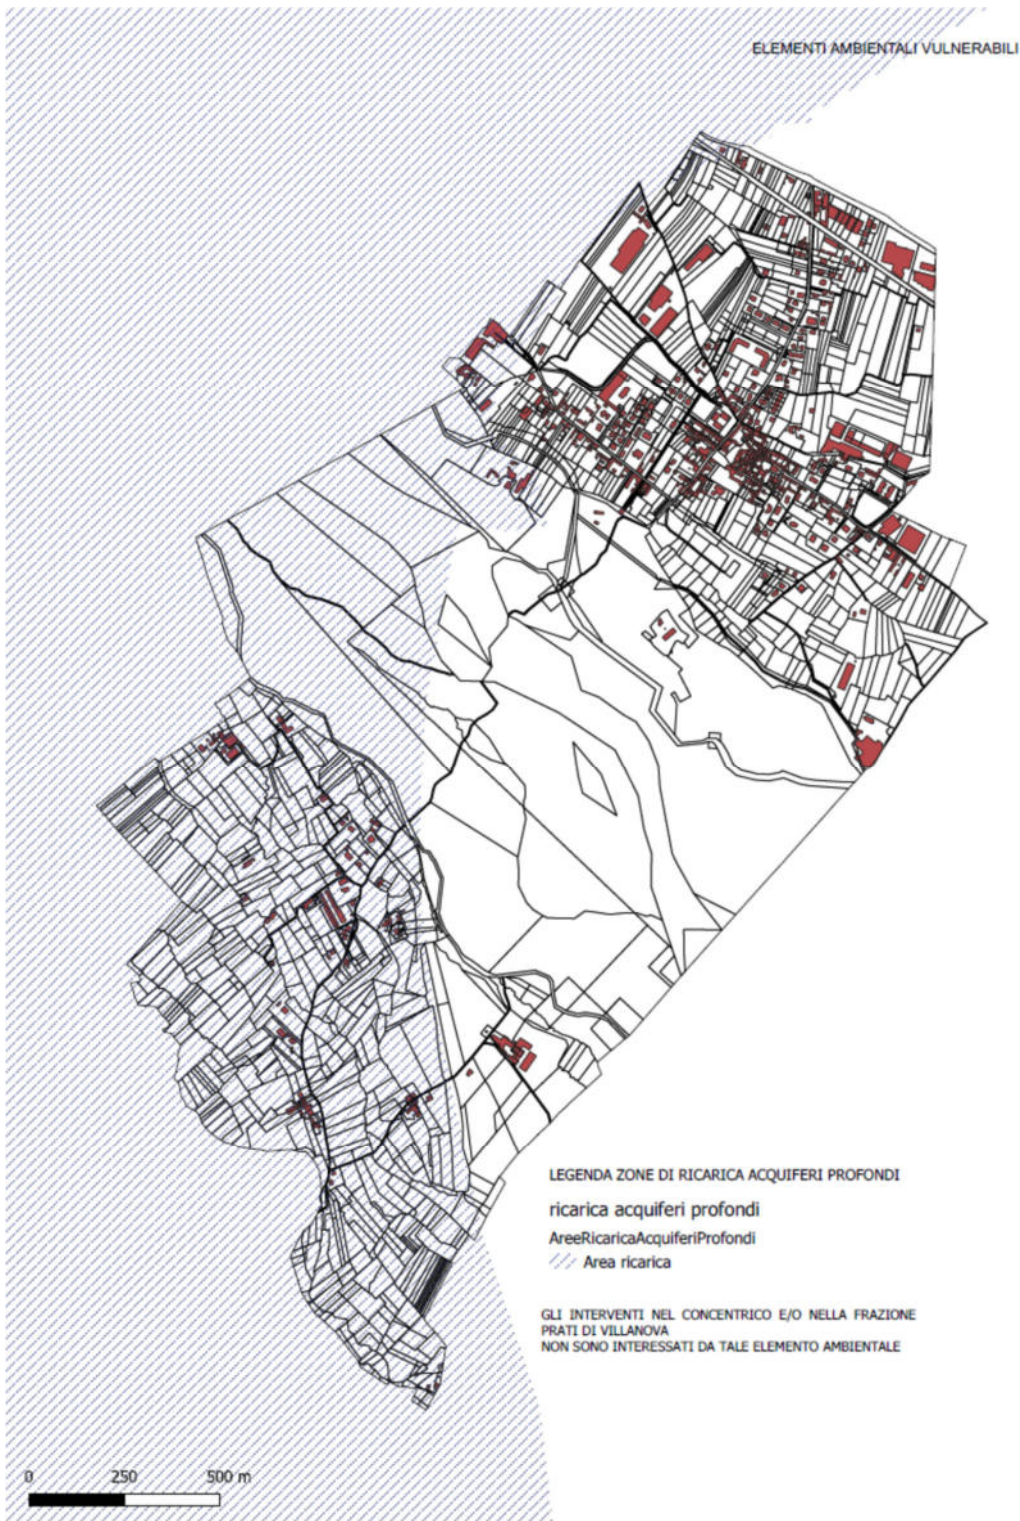 ELEMENTI AMBIENTALI VULNERABILI
LEGENDA ZONE DI RICARICA ACQUIFERI PROFONDI
ricarica acquiferi profondi
AreeRicaricaAcquiferiProfondi
Area ricarica
GLI INTERVENTI NEL CONCENTRICO E/O NELLA FRAZIONE
PRATI DI VILLANOVA
NON SONO INTERESSATI DA TALE ELEMENTO AMBIENTALE
0 250 500 m